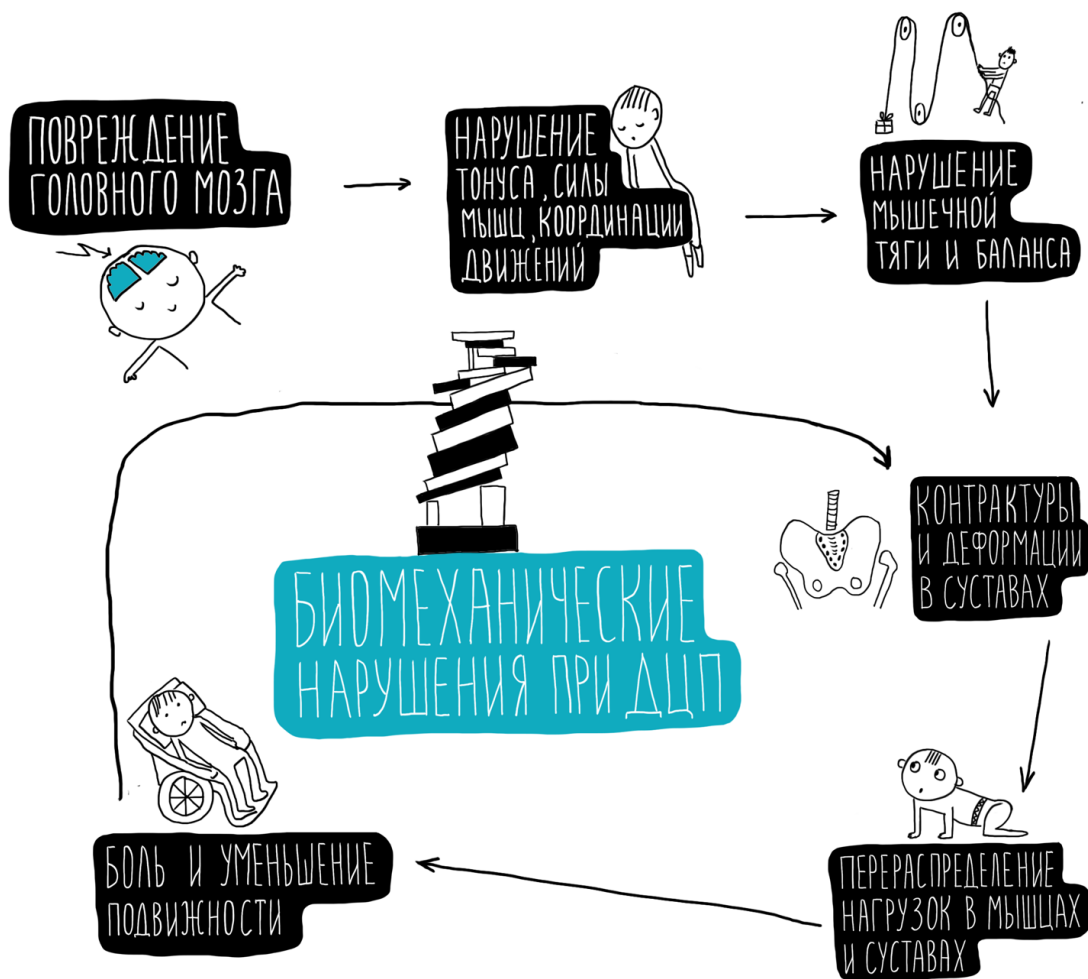 ПОВРЕЖДЕНИЕ
ГОЛОВНОГО МОЗГА
НАРУШЕНИЕ
ТОНУСА, СИЛЫ
МЫШЦ, КООРДИНАЦИИ
ДВИЖЕНИЙ
НАРУШЕНИЕ
МЫШЕЧНОЙ
ТЯГИ И БАЛАНСА
КОНТРАКТУРЫ
И ДЕФОРМАЦИИ
В СУСТАВАХ
БИОМЕХАНИЧЕСКИЕ
НАРУШЕНИЯ ПРИ ДЦП
ПЕРЕРАСПРЕДЕЛЕНИЕ
НАГРУЗОК В МЫШЦАХ
И СУСТАВАХ
БОЛЬ И УМЕНЬШЕНИЕ
ПОДВИЖНОСТИ